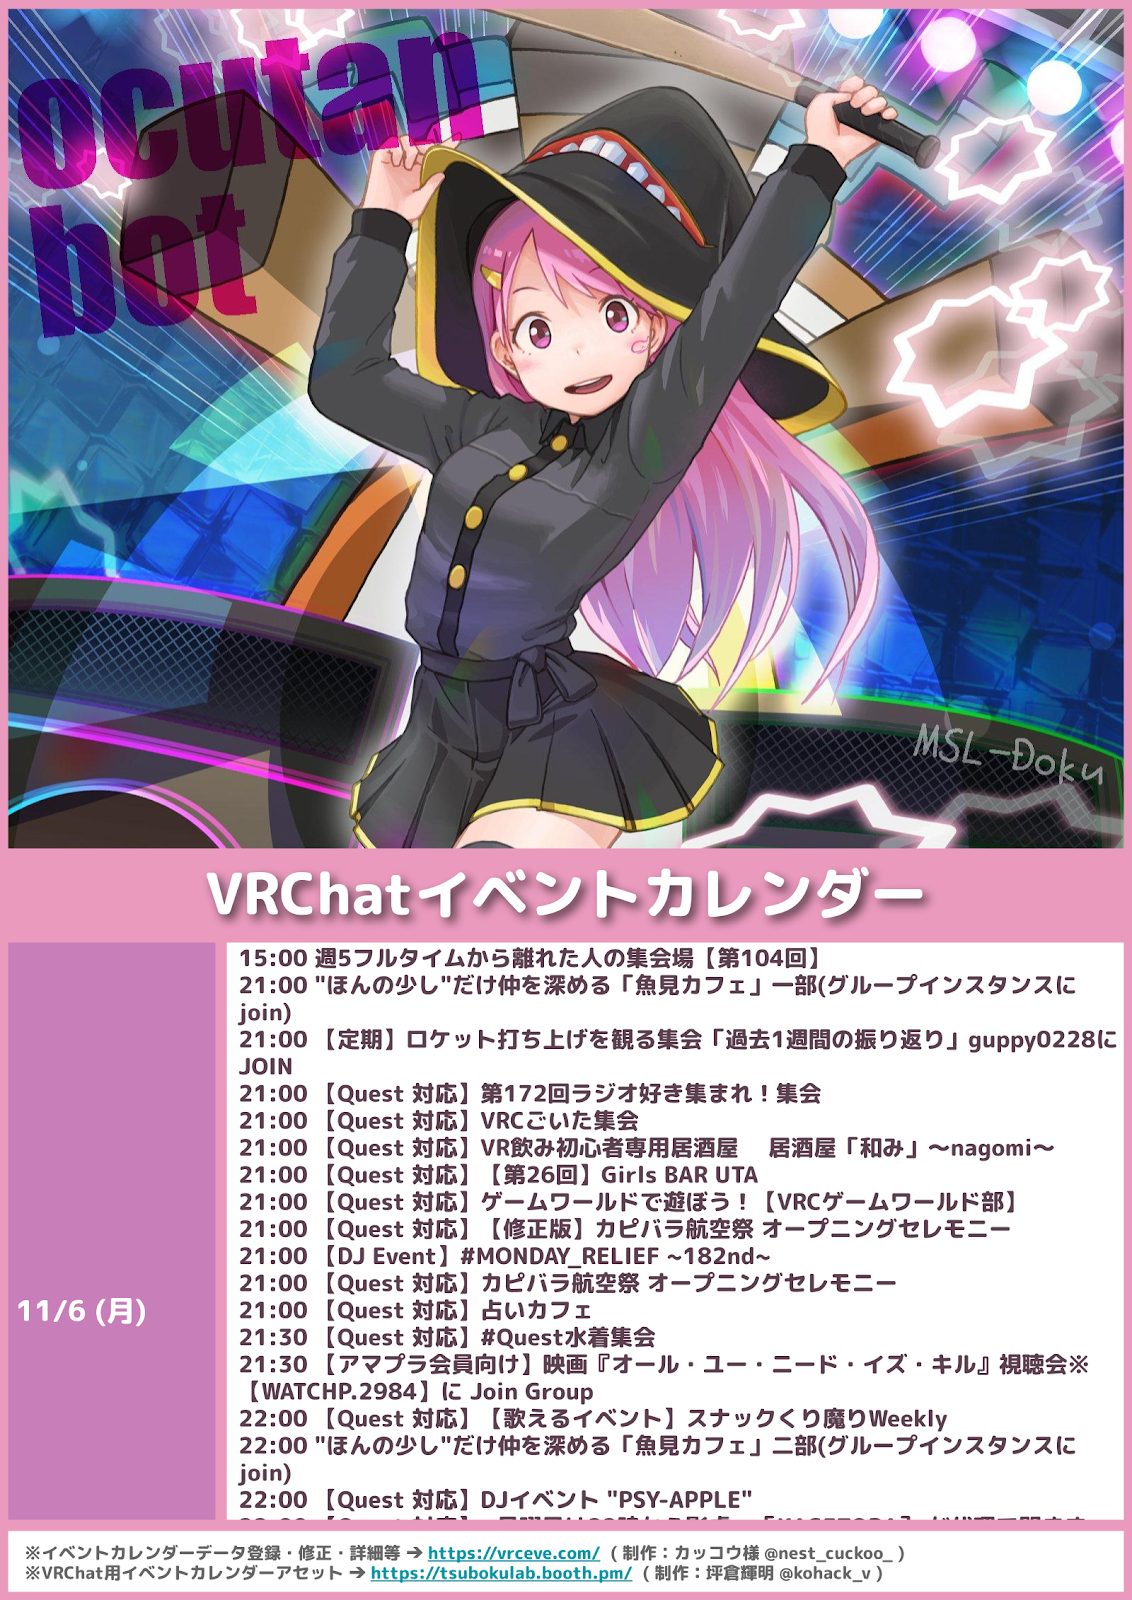 ocutan
bot
MSL-Doku
VRChatイベントカレンダー
11/6 (月)
15:00 週5フルタイムから離れた人の集会場【第104回】
21:00 "ほんの少し"だけ仲を深める「魚見カフェ」一部(グループインスタンスに
join)
21:00 【定期】ロケット打ち上げを観る集会「過去1週間の振り返り」guppy0228に
JOIN
21:00 【Quest 対応】第172回ラジオ好き集まれ！集会
21:00 【Quest 対応】VRCごいた集会
21:00 【Quest 対応】VR飲み初心者専用居酒屋　居酒屋「和み」～nagomi～
21:00 【Quest 対応】【第26回】Girls BAR UTA
21:00 【Quest 対応】ゲームワールドで遊ぼう！【VRCゲームワールド部】
21:00 【Quest 対応】【修正版】カピバラ航空祭 オープニングセレモニー
21:00 【DJ Event】#MONDAY_RELIEF ~182nd~
21:00 【Quest 対応】カピバラ航空祭 オープニングセレモニー
21:00 【Quest 対応】占いカフェ
21:30 【Quest 対応】#Quest水着集会
21:30 【アマプラ会員向け】映画『オール・ユー・ニード・イズ・キル』視聴会※
【WATCHP.2984】に Join Group
22:00 【Quest 対応】【歌えるイベント】スナックくり魔りWeekly
22:00 "ほんの少し"だけ仲を深める「魚見カフェ」二部(グループインスタンスに
join)
22:00 【Quest 対応】DJイベント "PSY-APPLE"
※イベントカレンダーデータ登録・修正・詳細等 ➔ https://vrceve.com/ ( 制作：カッコウ様 @nest_cuckoo_ )
※VRChat用イベントカレンダーアセット ➔ https://tsubokulab.booth.pm/ ( 制作：坪倉輝明 @kohack_v )